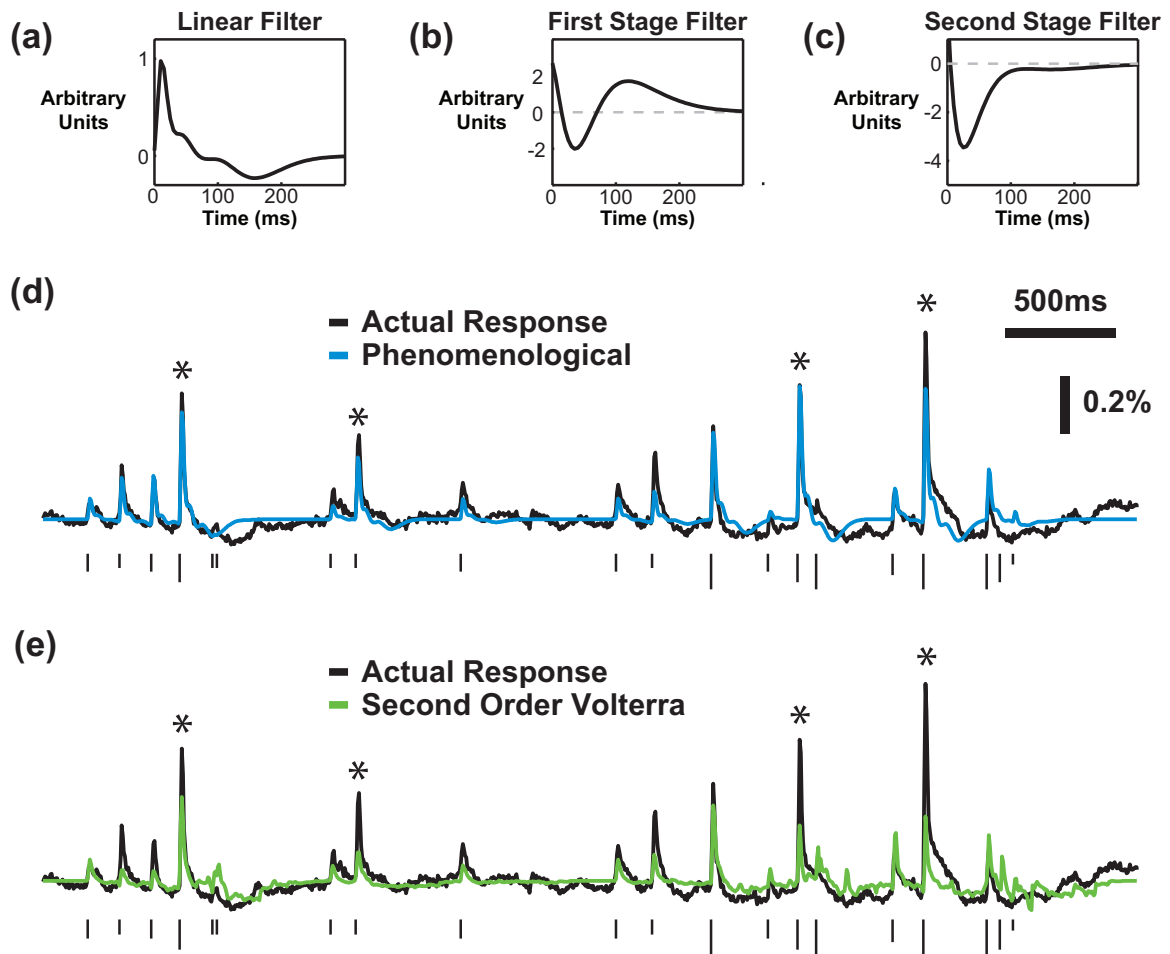 (a)
Linear Filter
1
0
Arbitrary
Units
0 100 200
Time (ms)
(b)
First Stage Filter
2
0
-2
Arbitrary
Units
0 100 200
Time (ms)
(c)
Second Stage Filter
0
-2
-4
Arbitrary
Units
0 100 200
Time (ms)
(d)
Actual Response
Phenomenological
*
*
*
*
500ms
0.2%
(e)
Actual Response
Second Order Volterra
*
*
*
*